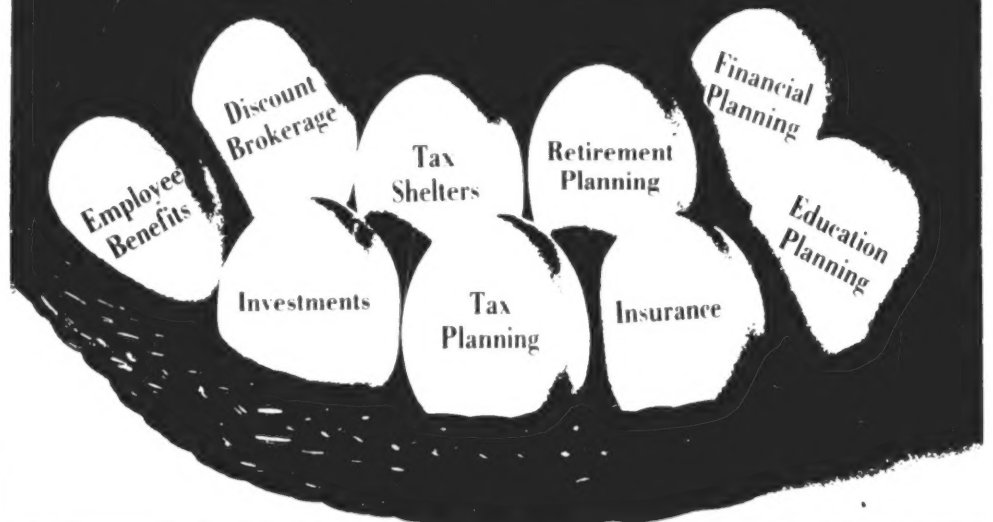 Employee
Benefits
Discount
Brokerage
Tax
Shelters
Retirement
Planning
Financial
Planning
Investments
Tax
Planning
Insurance
Education
Planning